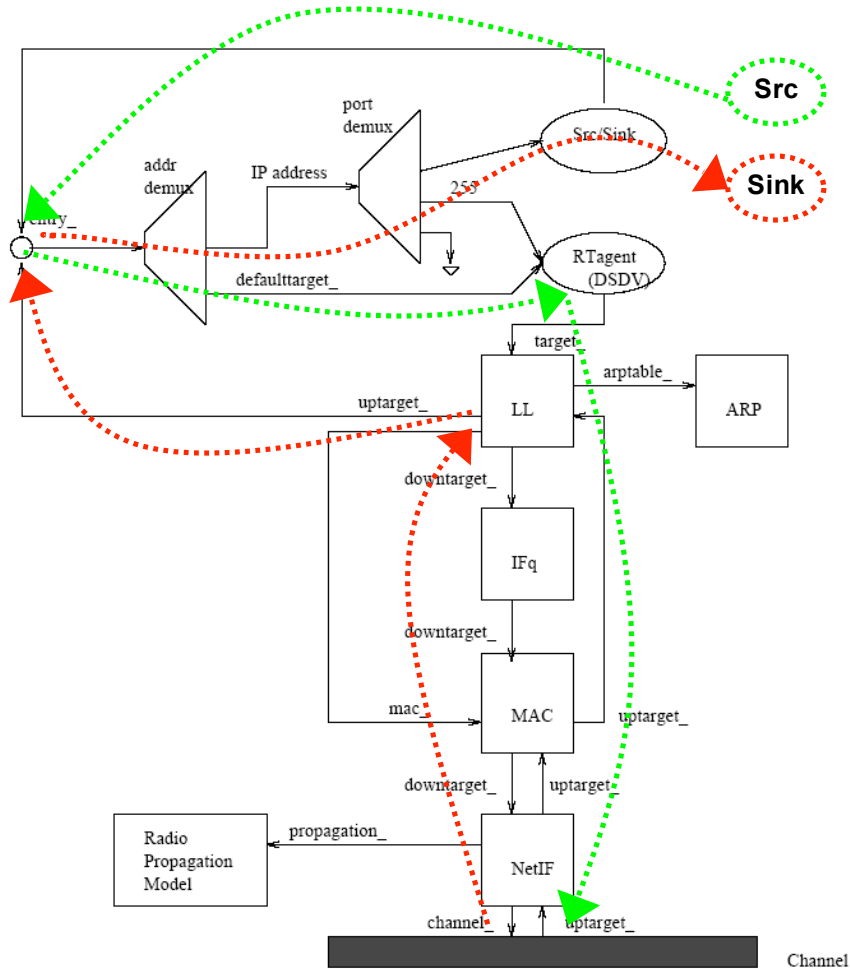 Src
port
demux
Src/Sink
addr
demux
IP address
Sink
255
entry_
RTagent
(DSDV)
defaulttarget_
target_
arptable_
uptarget_
LL
ARP
downtarget_
IFq
downtarget_
mac_
MAC
uptarget_
downtarget_
uptarget_
Radio
Propagation
Model
propagation_
NetIF
channel_
uptarget_
Channel